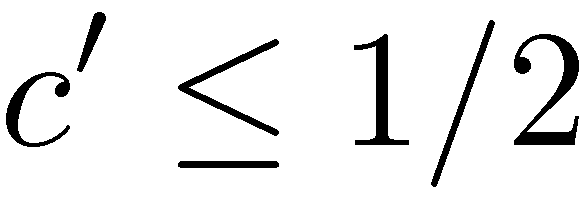 c′ ≤ 1/2